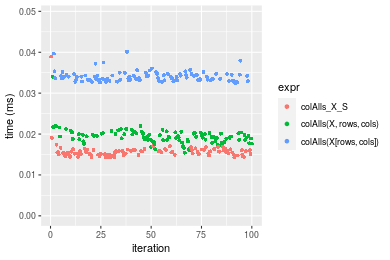 0.05
0.04
0.03
0.02
0.01
0.00
time (ms)
0
25
50
75
100
iteration
expr
colAlls_X_S
colAlls(X, rows, cols)
colAlls(X[rows, cols])